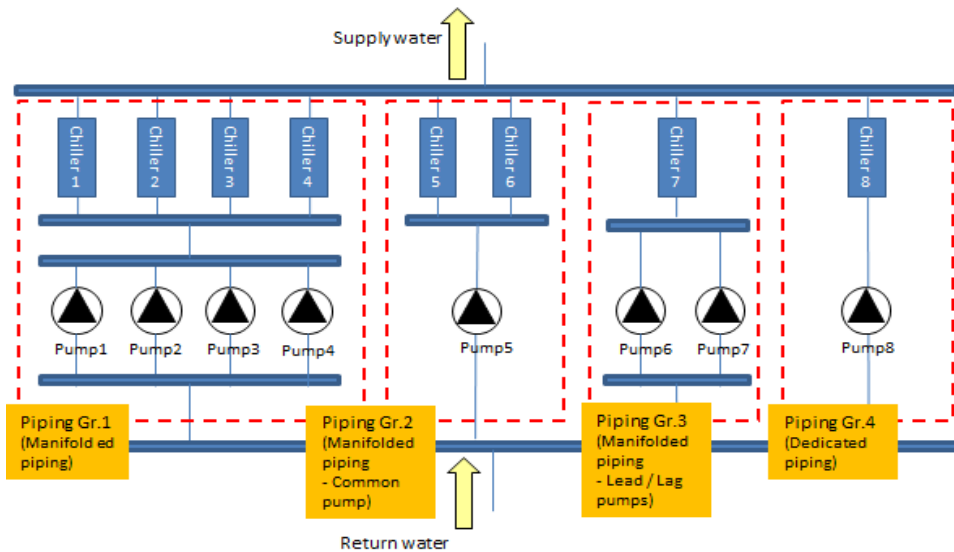 Supply water
Chiller 1
Chiller 2
Chiller 3
Chiller 4
Chiller 5
Chiller 6
Chiller 7
Chiller 8
Pump1
Pump2
Pump3
Pump4
Pump5
Pump6
Pump7
Pump8
Piping Gr.1
(Manifold ed
piping)
Piping Gr.2
(Manifolded
piping
- Common
pump)
Piping Gr.3
(Manifolded
piping
- Lead / Lag
pumps)
Piping Gr.4
(Dedicated
piping)
Return water